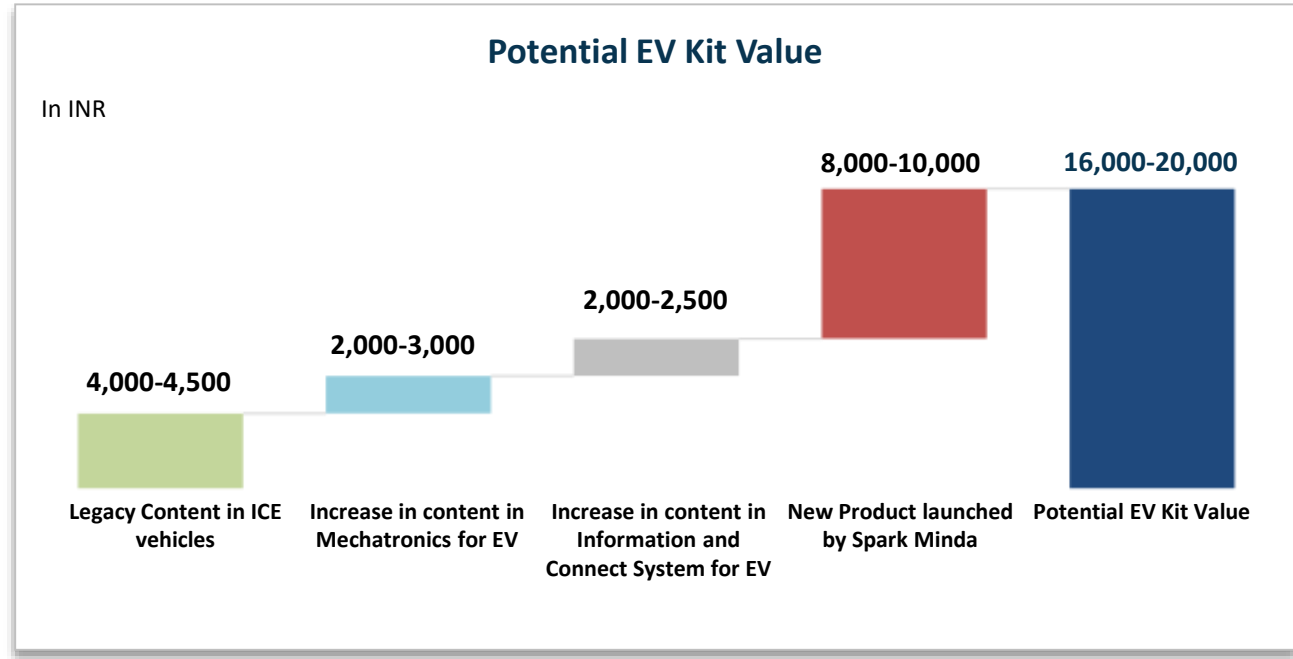 Potential EV Kit Value
In INR
8,000-10,000
16,000-20,000
2,000-2,500
2,000-3,000
4,000-4,500
Legacy Content in ICE
vehicles
Increase in content in
Mechatronics for EV
Increase in content in
Information and
Connect System for EV
New Product launched
by Spark Minda
Potential EV Kit Value